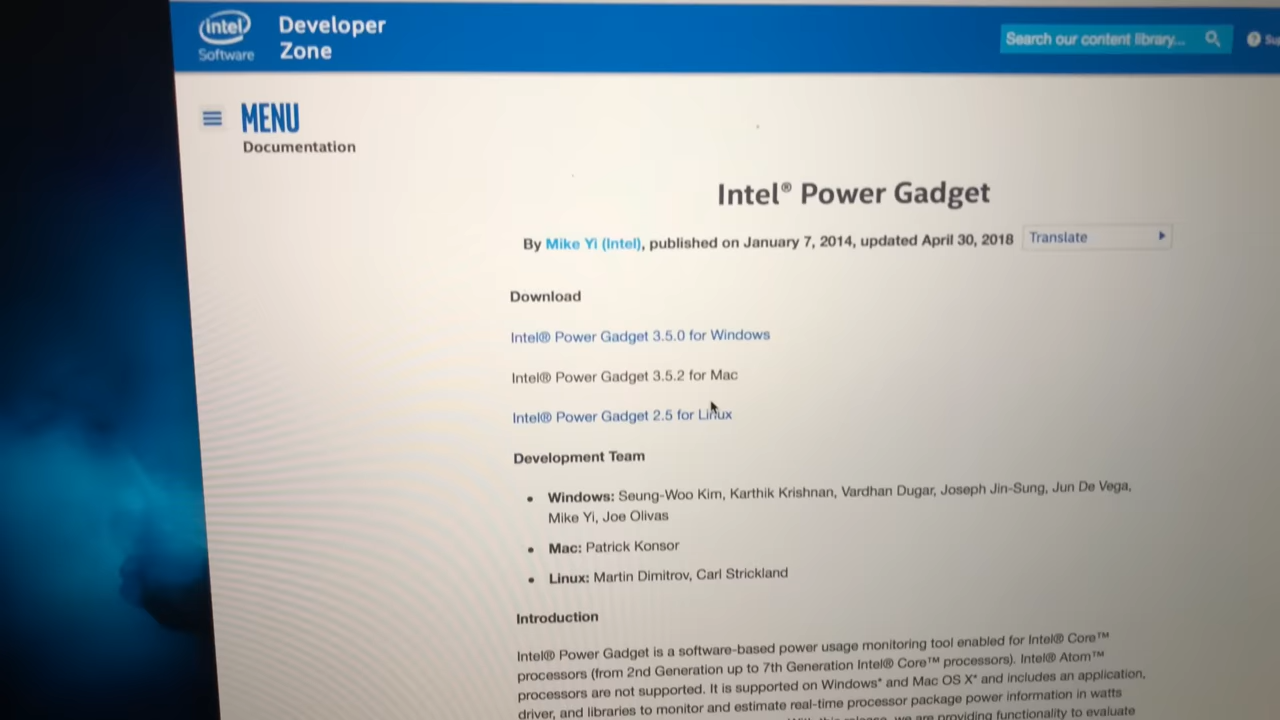 intel
Software
Developer
Zone
Search our content library...
MENU
Documentation
Intel® Power Gadget
By Mike Yi (Intel), published on January 7, 2014, updated April 30, 2018
Translate
Download
Intel® Power Gadget 3.5.0 for Windows
Intel® Power Gadget 3.5.2 for Mac
Intel® Power Gadget 2.5 for Linux
Development Team
Windows: Seung-Woo Kim, Karthik Krishnan, Vardhan Dugar, Joseph Jin-Sung, Jun De Vega,
Mike Yi, Joe Olivas
Mac: Patrick Konsor
Linux: Martin Dimitrov, Carl Strickland
Introduction
Intel® Power Gadget is a software-based power usage monitoring tool enabled for Intel® Core™
processors (from 2nd Generation up to 7th Generation Intel® Core™ processors). Intel® Atom™
processors are not supported. It is supported on Windows* and Mac OS X* and includes an application,
driver, and libraries to monitor and estimate real-time processor package power information in watts
we are providing functionality to evaluate